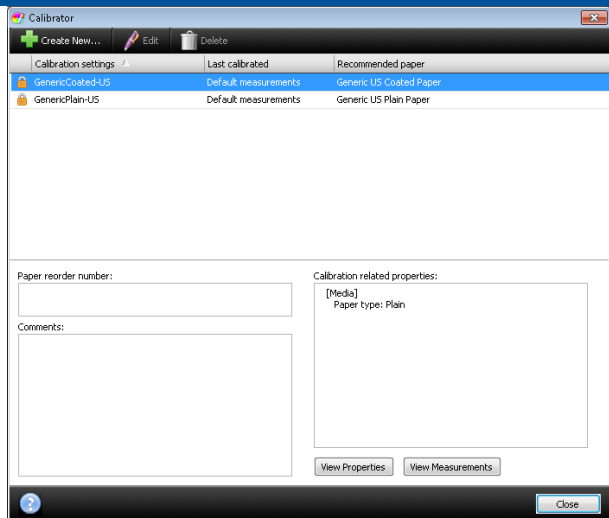 Calibrator
Create New... Edit Delete
Calibration settings Last calibrated Recommended paper
GenericCoated-US Default measurements Generic US Coated Paper
GenericPlain-US Default measurements Generic US Plain Paper
Paper reorder number: Calibration related properties:
[Media]
Paper type: Plain
Comments:
View Properties View Measurements
? Close